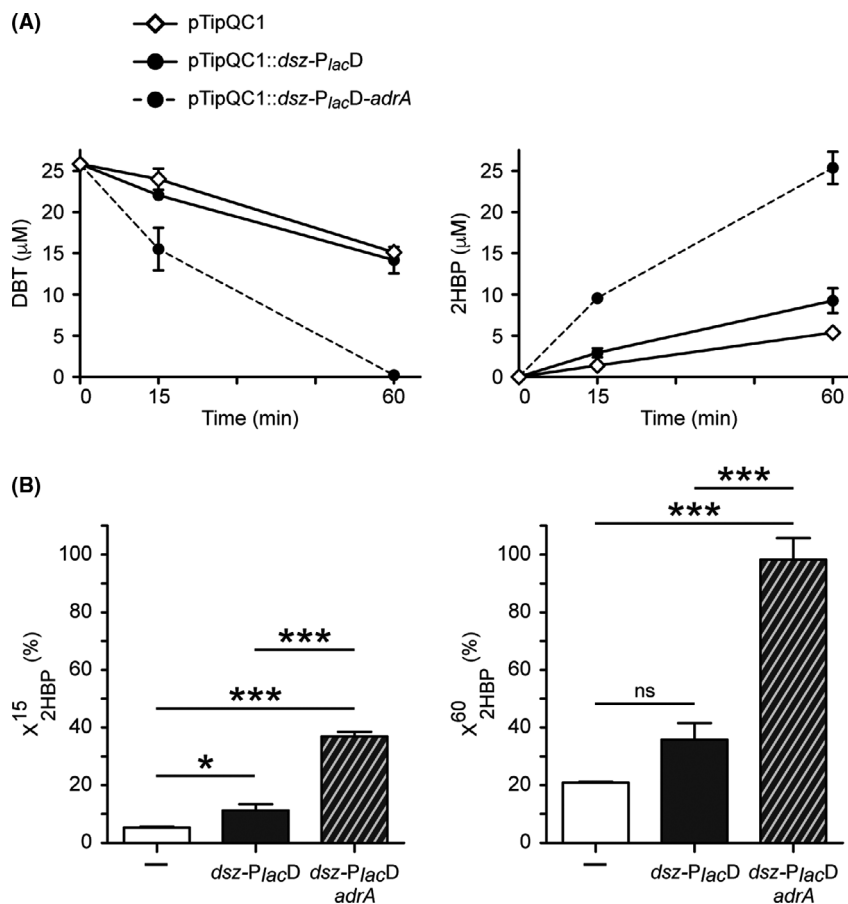 (A)
pTipQC1
pTipQC1::dsz-PlacD
pTipQC1::dsz-PlacD-adrA
25
20
15
10
5
0
DBT (μM)
0 15 60
Time (min)
25
20
15
10
5
0
2HBP (μM)
0 15 60
Time (min)
(B)
100
80
60
40
20
0
X15 2HBP (%)
*
***
***
– dsz-PlacD dsz-PlacD
adrA
100
80
60
40
20
0
X60 2HBP (%)
ns
***
***
– dsz-PlacD dsz-PlacD
adrA